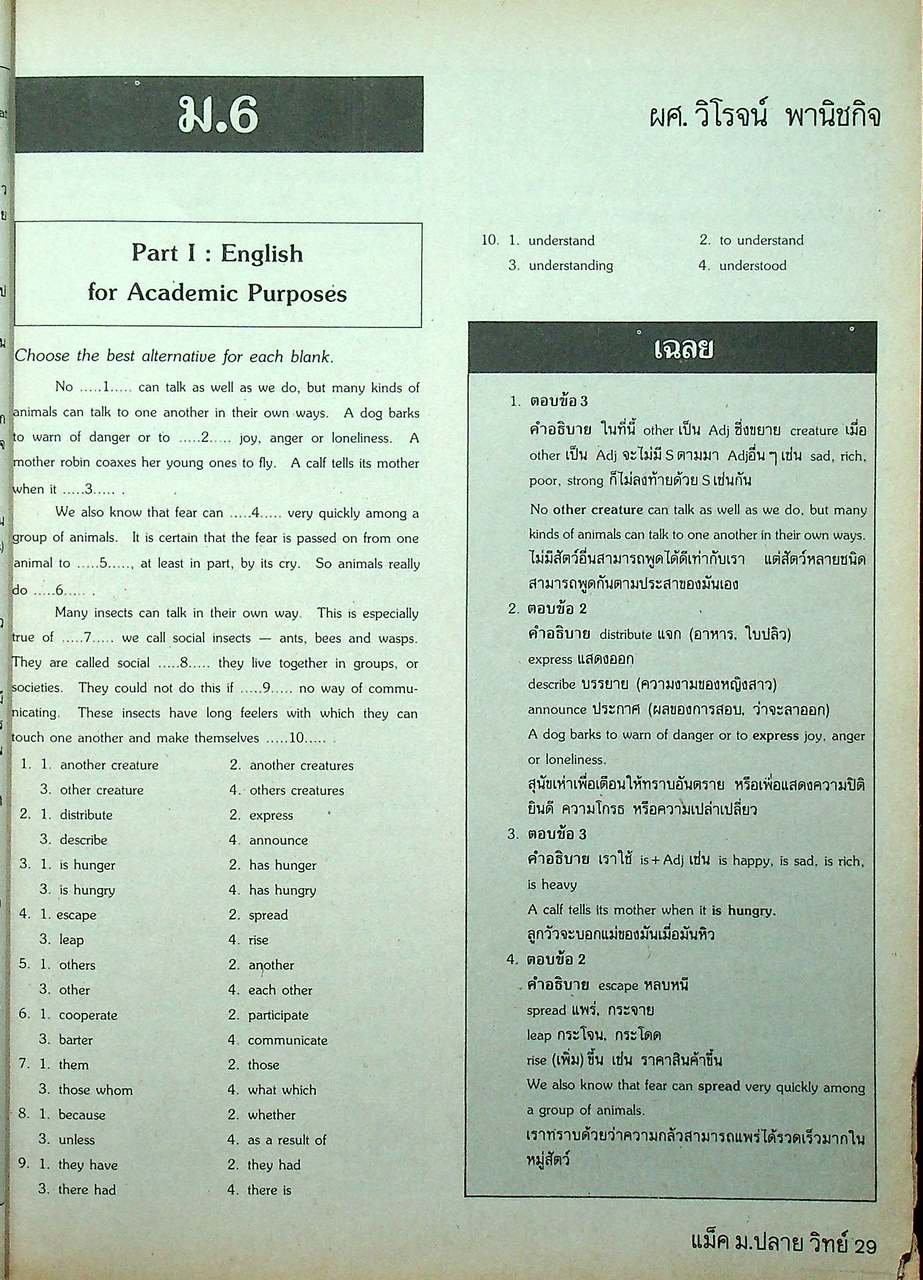 ม.6
ผศ. วิโรจน์ พานิชกิจ
Part I : English
for Academic Purposes
Choose the best alternative for each blank.
No .....1..... can talk as well as we do, but many kinds of
animals can talk to one another in their own ways. A dog barks
to warn of danger or to .....2..... joy, anger or loneliness. A
mother robin coaxes her young ones to fly. A calf tells its mother
when it .....3..... .
We also know that fear can .....4..... very quickly among a
group of animals. It is certain that the fear is passed on from one
animal to .....5....., at least in part, by its cry. So animals really
do .....6..... .
Many insects can talk in their own way. This is especially
true of .....7..... we call social insects — ants, bees and wasps.
They are called social .....8..... they live together in groups, or
societies. They could not do this if .....9..... no way of commu-
nicating. These insects have long feelers with which they can
touch one another and make themselves .....10..... .
1. 1. another creature 2. another creatures
3. other creature 4. others creatures
2. 1. distribute 2. express
3. describe 4. announce
3. 1. is hunger 2. has hunger
3. is hungry 4. has hungry
4. 1. escape 2. spread
3. leap 4. rise
5. 1. others 2. another
3. other 4. each other
6. 1. cooperate 2. participate
3. barter 4. communicate
7. 1. them 2. those
3. those whom 4. what which
8. 1. because 2. whether
3. unless 4. as a result of
9. 1. they have 2. they had
3. there had 4. there is
10. 1. understand 2. to understand
3. understanding 4. understood
เฉลย
1. ตอบข้อ 3
คำอธิบาย ในที่นี้ other เป็น Adj ซึ่งขยาย creature เมื่อ
other เป็น Adj จะไม่มี S ตามมา Adjอื่น ๆ เช่น sad, rich,
poor, strong ก็ไม่ลงท้ายด้วย S เช่นกัน
No other creature can talk as well as we do, but many
kinds of animals can talk to one another in their own ways.
ไม่มีสัตว์อื่นสามารถพูดได้ดีเท่ากับเรา แต่สัตว์หลายชนิด
สามารถพูดกันตามประสาของมันเอง
2. ตอบข้อ 2
คำอธิบาย distribute แจก (อาหาร, ใบปลิว)
express แสดงออก
describe บรรยาย (ความงามของหญิงสาว)
announce ประกาศ (ผลของการสอบ, ว่าจะลาออก)
A dog barks to warn of danger or to express joy, anger
or loneliness.
สุนัขเห่าเพื่อเตือนให้ทราบอันตราย หรือเพื่อแสดงความปิติ
ยินดี ความโกรธ หรือความเปล่าเปลี่ยว
3. ตอบข้อ 3
คำอธิบาย เราใช้ is + Adj เช่น is happy, is sad, is rich,
is heavy
A calf tells its mother when it is hungry.
ลูกวัวจะบอกแม่ของมันเมื่อมันหิว
4. ตอบข้อ 2
คำอธิบาย escape หลบหนี
spread แพร่, กระจาย
leap กระโจน, กระโดด
rise (เพิ่ม) ขึ้น เช่น ราคาสินค้าขึ้น
We also know that fear can spread very quickly among
a group of animals.
เราทราบด้วยว่าความกลัวสามารถแพร่ได้รวดเร็วมากใน
หมู่สัตว์
แม็ค ม.ปลาย วิทย์ 29